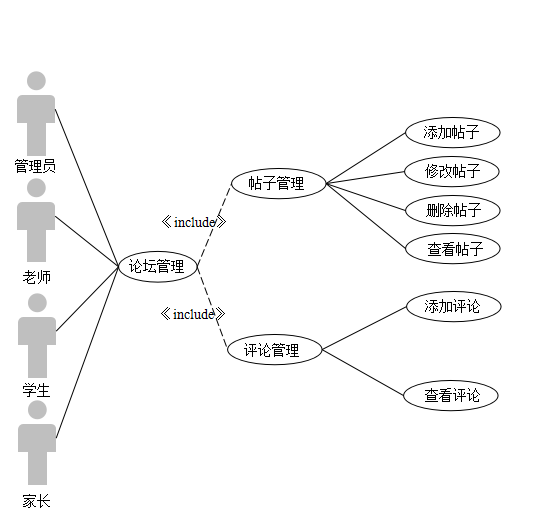 管理员
老师
学生
家长
论坛管理
《include》
《include》
帖子管理
评论管理
添加帖子
修改帖子
删除帖子
查看帖子
添加评论
查看评论